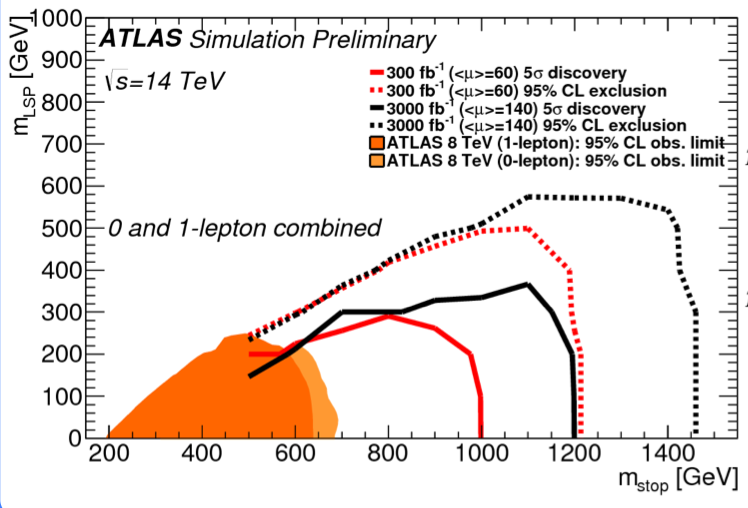 ATLAS Simulation Preliminary
√s=14 TeV
300 fb⁻¹ (<μ>=60) 5σ discovery
300 fb⁻¹ (<μ>=60) 95% CL exclusion
3000 fb⁻¹ (<μ>=140) 5σ discovery
3000 fb⁻¹ (<μ>=140) 95% CL exclusion
ATLAS 8 TeV (1-lepton): 95% CL obs. limit
ATLAS 8 TeV (0-lepton): 95% CL obs. limit
0 and 1-lepton combined
m_LSP [GeV]
1000
900
800
700
600
500
400
300
200
100
0
200 400 600 800 1000 1200 1400
m_stop [GeV]